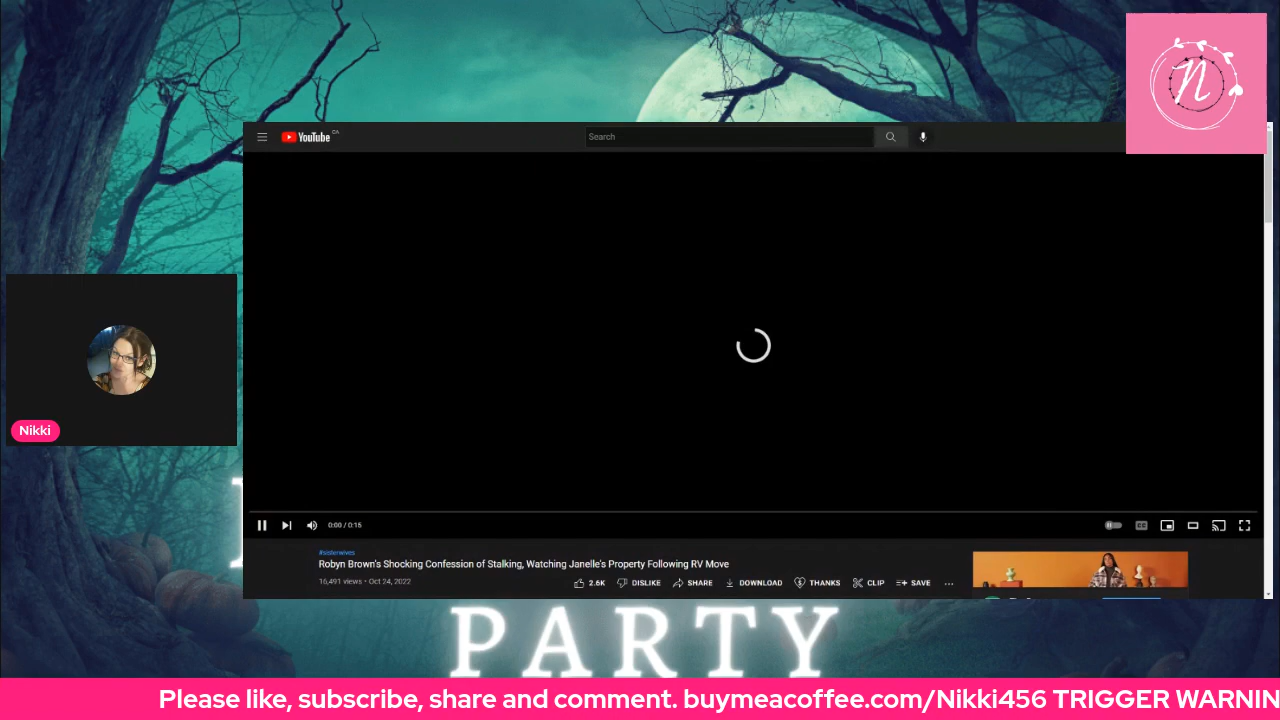 N
YouTube CA
Search
Nikki
0:00 / 0:15
#sisterwives
Robyn Brown's Shocking Confession of Stalking, Watching Janelle's Property Following RV Move
16,491 views • Oct 24, 2022
2.6K DISLIKE SHARE DOWNLOAD THANKS CLIP SAVE ...
PARTY
Please like, subscribe, share and comment. buymeacoffee.com/Nikki456 TRIGGER WARNIN